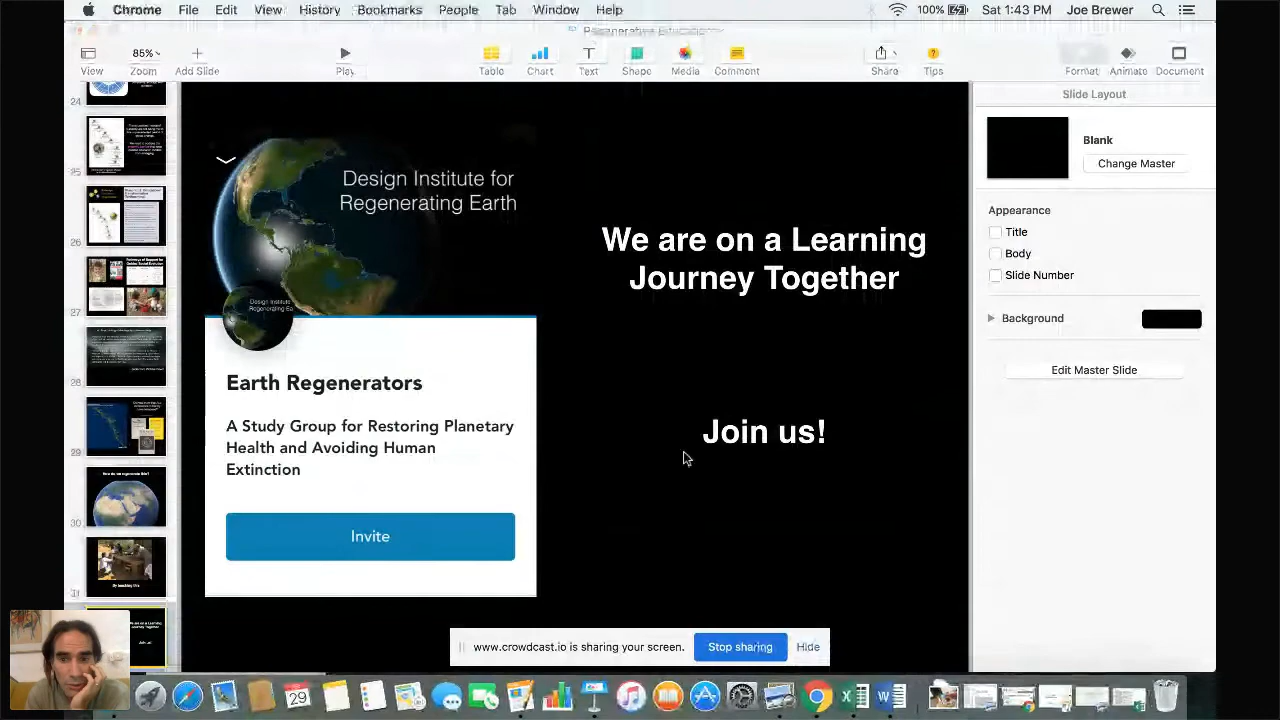 Chrome File Edit View History Bookmarks People Tab Window Help
100% Sat 1:43 PM Joe Brewer
85%
View Zoom Add Slide Play Table Chart Text Shape Media Comment Share Tips Format Animate Document
24
25
26
27
28
29
30
Design Institute for
Regenerating Earth
Design Institute
Regenerating Ea
Earth Regenerators
A Study Group for Restoring Planetary
Health and Avoiding Human
Extinction
Invite
We are on a Learning
Journey Together
Join us!
Slide Layout
Blank
Change Master
Appearance
Title
Body
Slide Number
Background
Edit Master Slide
www.crowdcast.io is sharing your screen.
Stop sharing
Hide